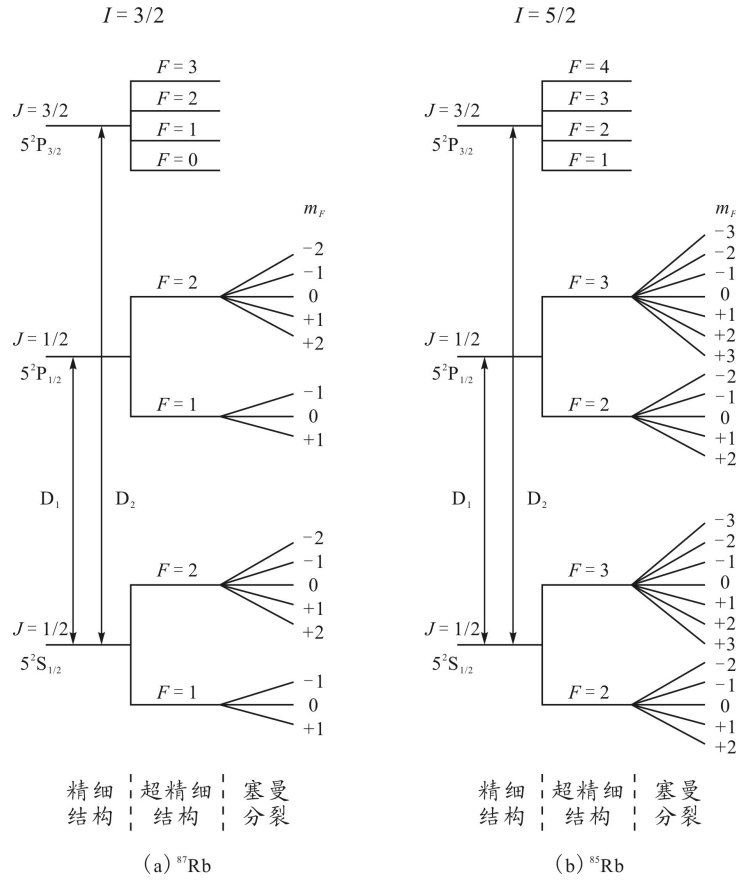 I = 3/2
F = 3
F = 2
F = 1
F = 0
J = 3/2
5²P₃/₂
m_F
−2
−1
0
+1
+2
F = 2
J = 1/2
5²P₁/₂
−1
0
+1
F = 1
D₁
D₂
−2
−1
0
+1
+2
F = 2
J = 1/2
5²S₁/₂
−1
0
+1
F = 1
精细
结构
超精细
结构
塞曼
分裂
(a) ⁸⁷Rb
I = 5/2
F = 4
F = 3
F = 2
F = 1
J = 3/2
5²P₃/₂
m_F
−3
−2
−1
0
+1
+2
+3
F = 3
J = 1/2
5²P₁/₂
−2
−1
0
+1
+2
F = 2
D₁
D₂
−3
−2
−1
0
+1
+2
+3
F = 3
J = 1/2
5²S₁/₂
−2
−1
0
+1
+2
F = 2
精细
结构
超精细
结构
塞曼
分裂
(b) ⁸⁵Rb